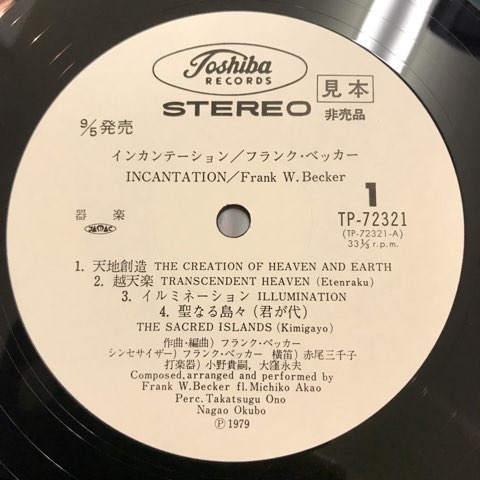 Toshiba
RECORDS
STEREO
見本
非売品
9/5発売
インカンテーション/フランク・ベッカー
INCANTATION/Frank W. Becker
1
器楽
TP-72321
(TP-72321-A)
33⅓ r.p.m.
1. 天地創造 THE CREATION OF HEAVEN AND EARTH
2. 越天楽 TRANSCENDENT HEAVEN (Etenraku)
3. イルミネーション ILLUMINATION
4. 聖なる島々(君が代)
THE SACRED ISLANDS (Kimigayo)
作曲・編曲)フランク・ベッカー
シンセサイザー)フランク・ベッカー 横笛)赤尾三千子
打楽器)小野貴嗣、大窪永夫
Composed, arranged and performed by
Frank W. Becker fl. Michiko Akao
Perc. Takatsugu Ono
Nagao Okubo
Ⓟ 1979